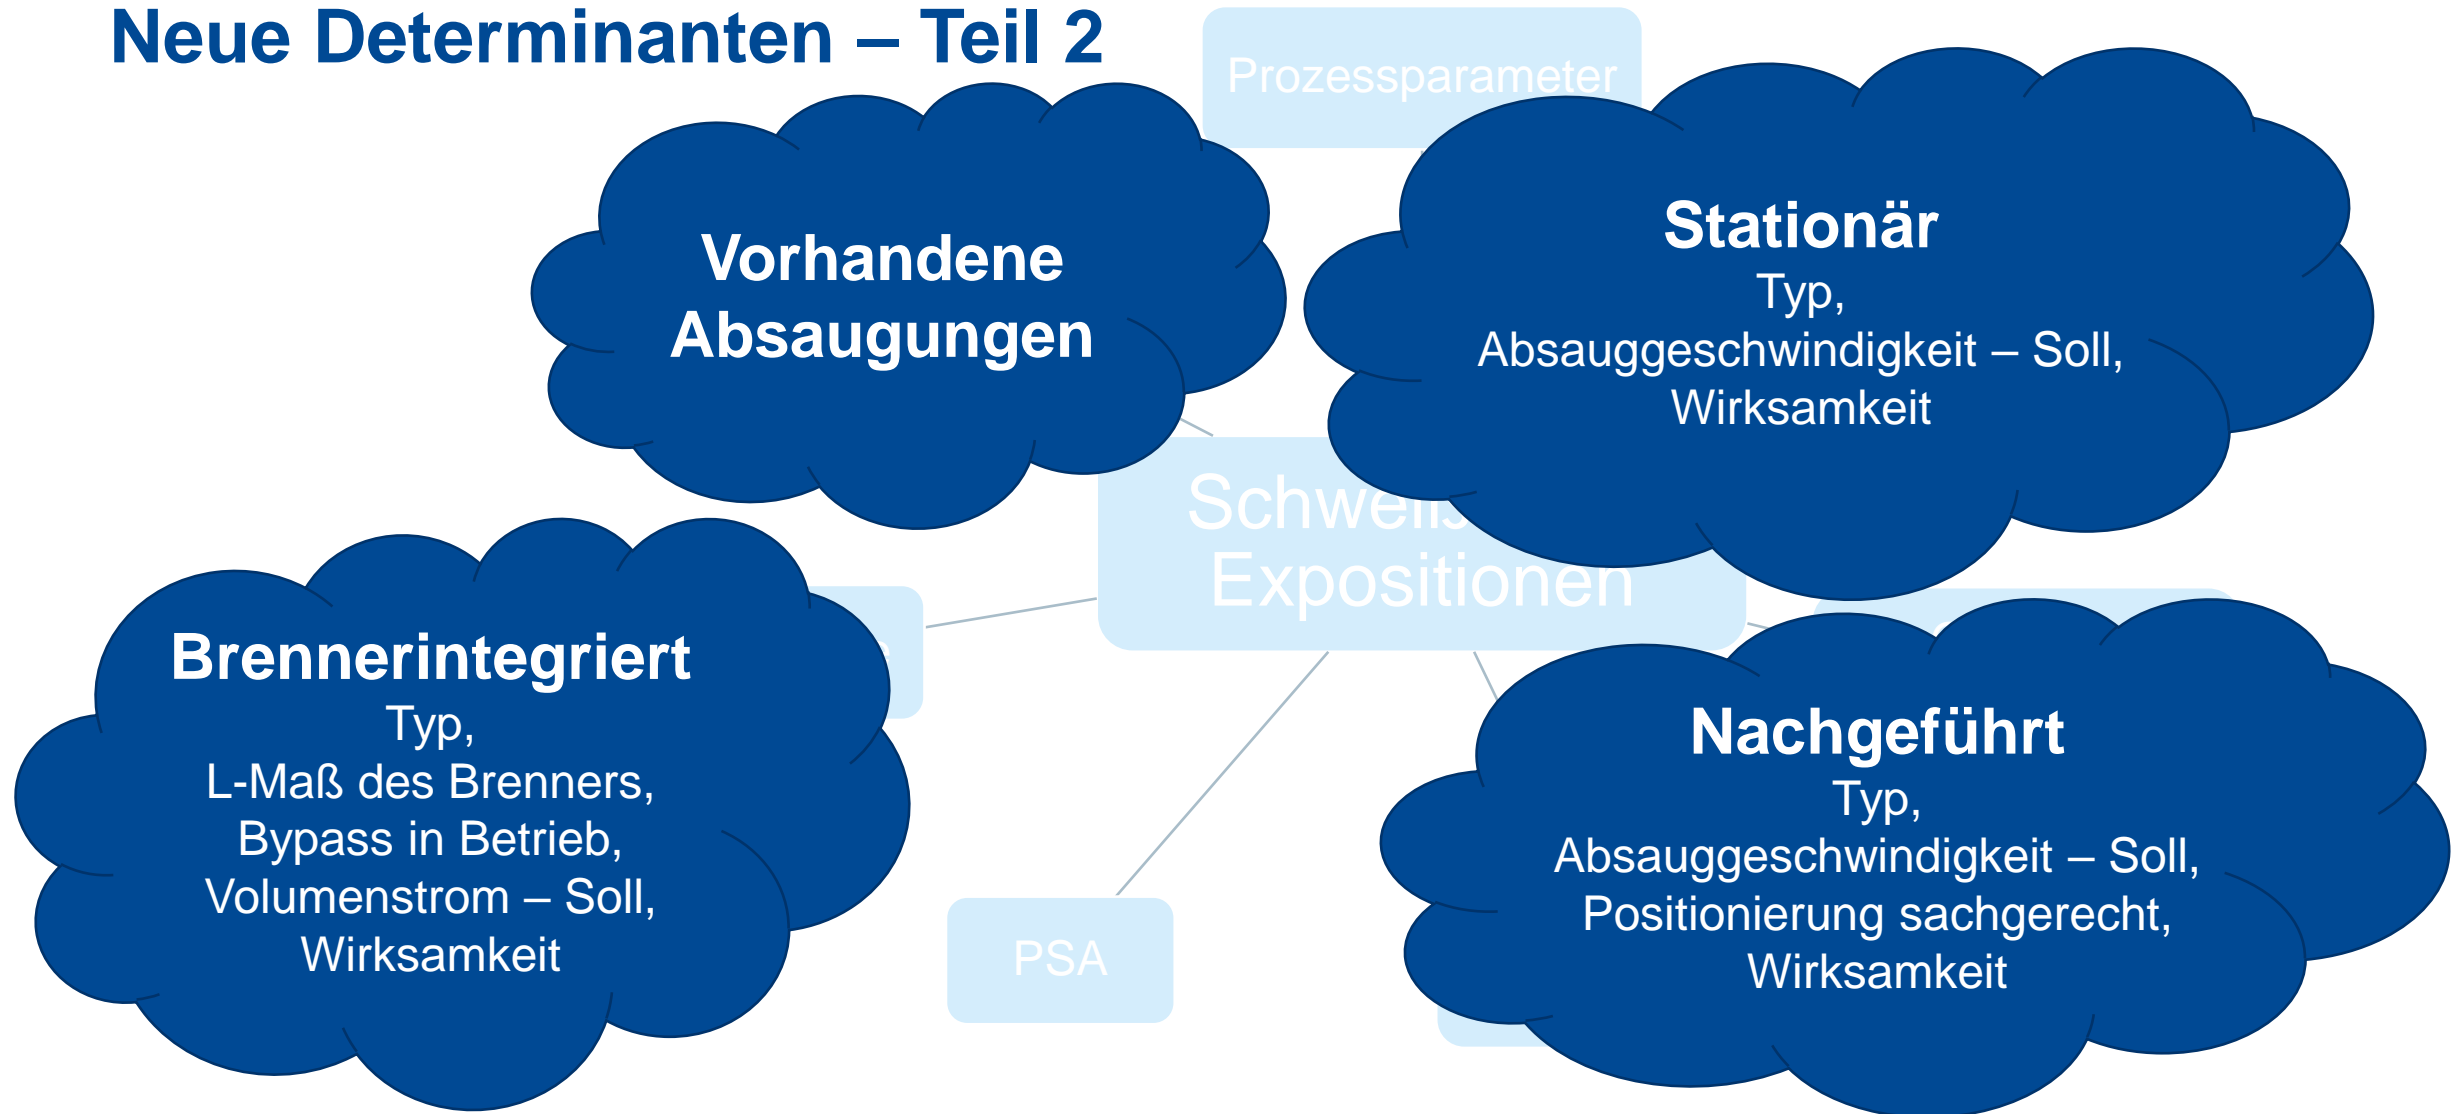 Neue Determinanten – Teil 2
Prozessparameter
Vorhandene
Absaugungen
Stationär
Typ,
Absauggeschwindigkeit – Soll,
Wirksamkeit
Expositionen
Brennerintegriert
Typ,
L-Maß des Brenners,
Bypass in Betrieb,
Volumenstrom – Soll,
Wirksamkeit
Nachgeführt
Typ,
Absauggeschwindigkeit – Soll,
Positionierung sachgerecht,
Wirksamkeit
PSA